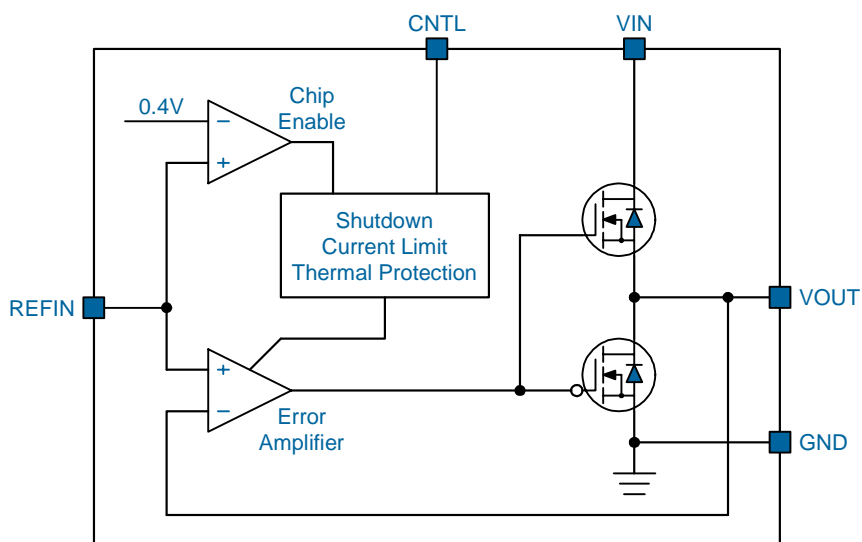 CNTL
VIN
0.4V
Chip
Enable
−
+
Shutdown
Current Limit
Thermal Protection
REFIN
VOUT
+
−
Error
Amplifier
GND